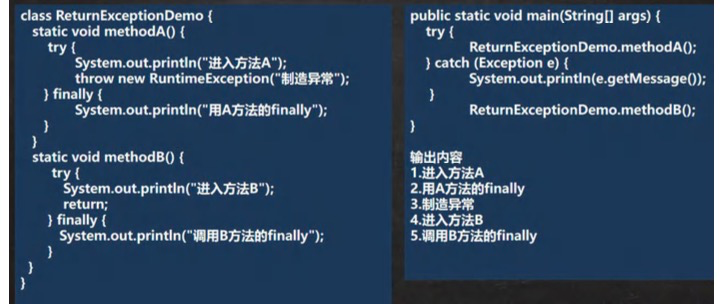 class ReturnExceptionDemo {
static void methodA() {
try {
System.out.println("进入方法A");
throw new RuntimeException("制造异常");
} finally {
System.out.println("用A方法的finally");
}
}
static void methodB() {
try {
System.out.println("进入方法B");
return;
} finally {
System.out.println("调用B方法的finally");
}
}
}
public static void main(String[] args) {
try {
ReturnExceptionDemo.methodA();
} catch (Exception e) {
System.out.println(e.getMessage());
}
ReturnExceptionDemo.methodB();
}
输出内容
1.进入方法A
2.用A方法的finally
3.制造异常
4.进入方法B
5.调用B方法的finally